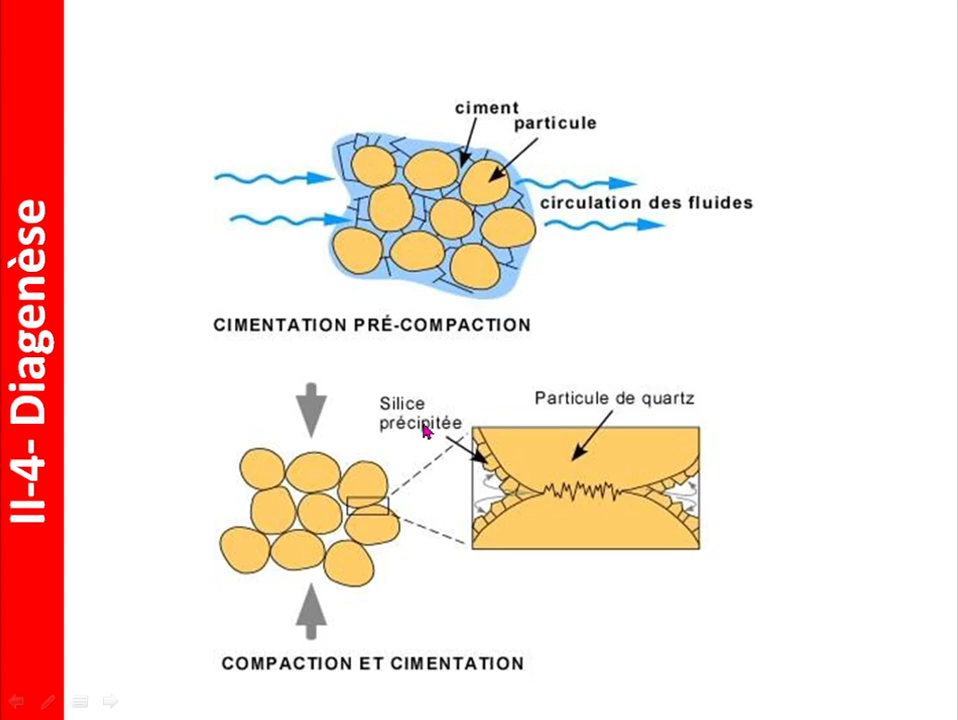 II-4- Diagenèse
ciment
particule
circulation des fluides
CIMENTATION PRÉ-COMPACTION
Silice
précipitée
Particule de quartz
COMPACTION ET CIMENTATION